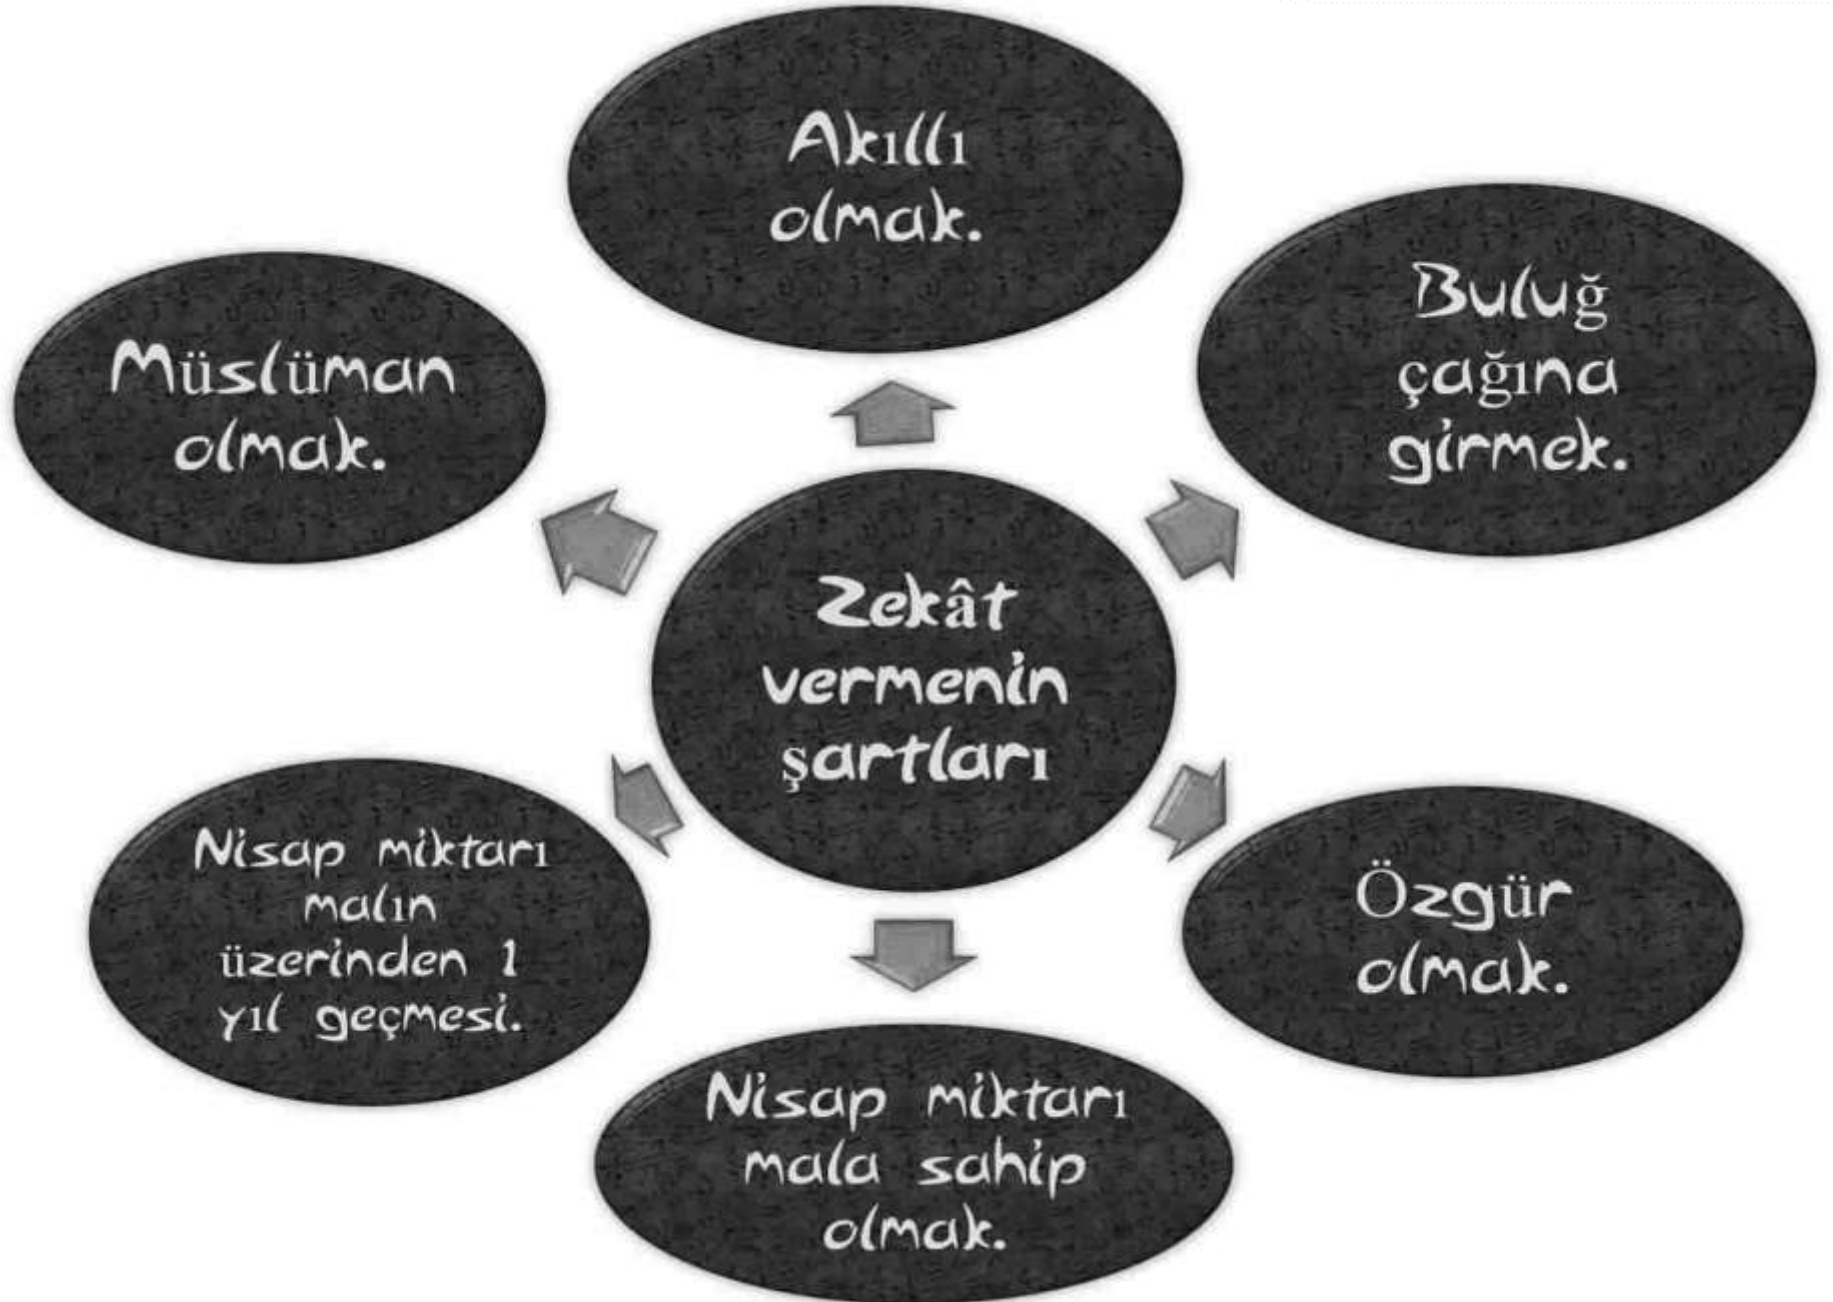 Akıllı
olmak.
Buluğ
çağına
girmek.
Müslüman
olmak.
Zekât
vermenin
şartları
Özgür
olmak.
Nisap miktarı
malın
üzerinden 1
yıl geçmesi.
Nisap miktarı
mala sahip
olmak.